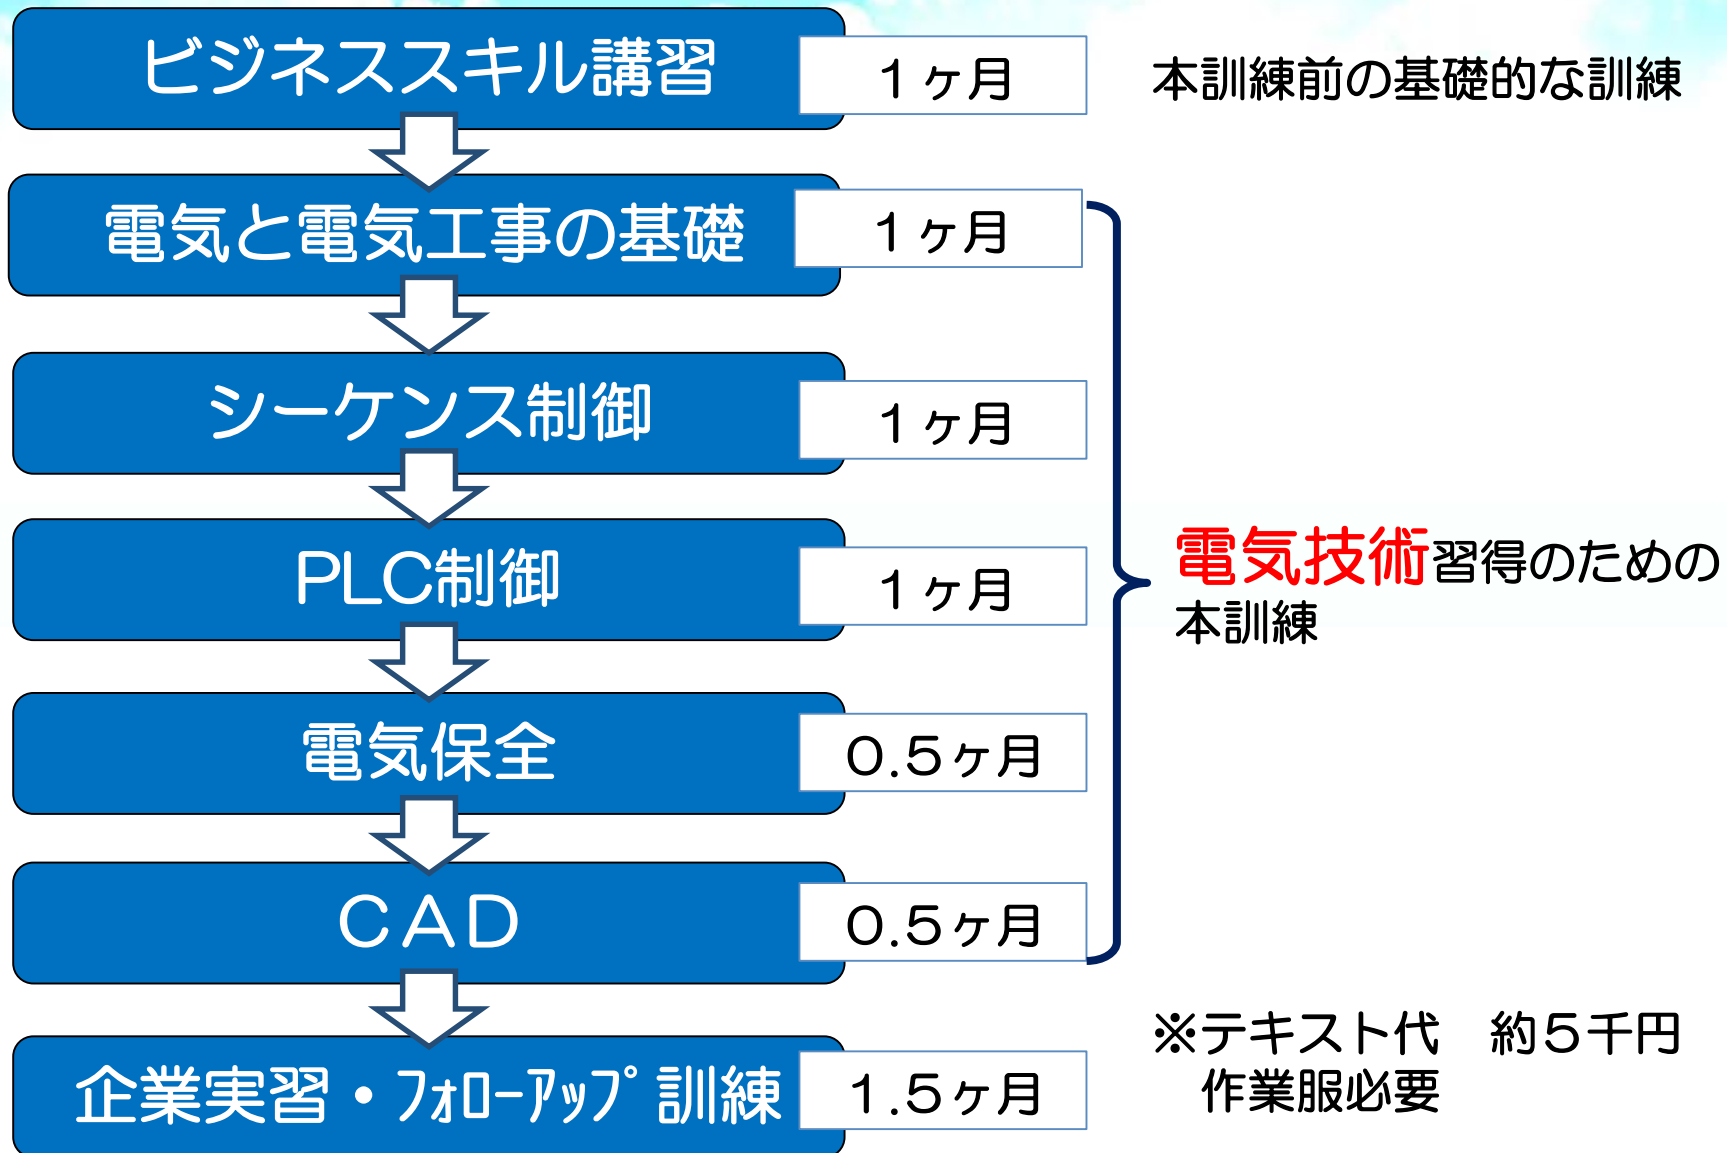 ビジネススキル講習
１ヶ月
本訓練前の基礎的な訓練
電気と電気工事の基礎
１ヶ月
シーケンス制御
１ヶ月
PLC制御
１ヶ月
電気技術習得のための
本訓練
電気保全
０.５ヶ月
ＣＡＤ
０.５ヶ月
※テキスト代　約５千円
作業服必要
企業実習・ﾌｫﾛｰｱｯﾌﾟ訓練
１.５ヶ月